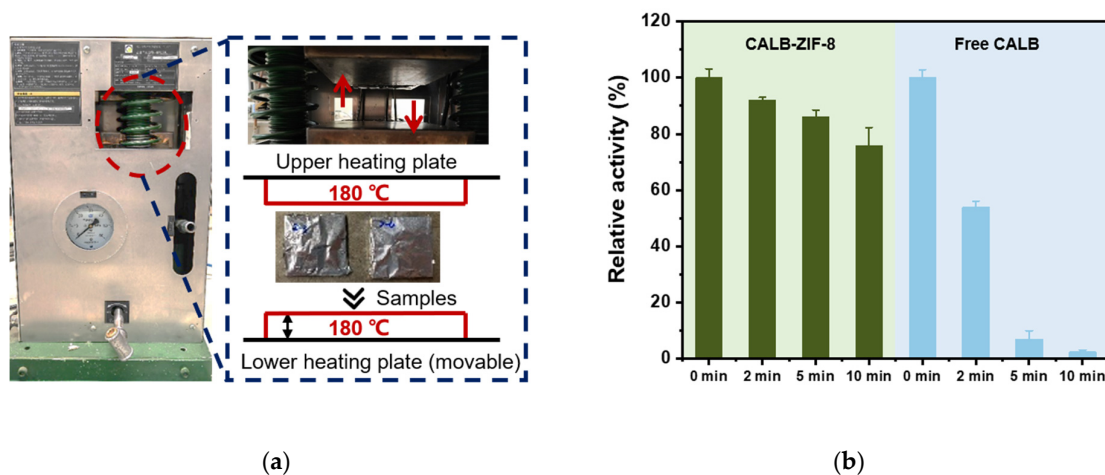 Upper heating plate
180 ℃
Samples
180 ℃
Lower heating plate (movable)
(a)
120
100
80
60
40
20
0
Relative activity (%)
CALB-ZIF-8
Free CALB
0 min 2 min 5 min 10 min 0 min 2 min 5 min 10 min
(b)